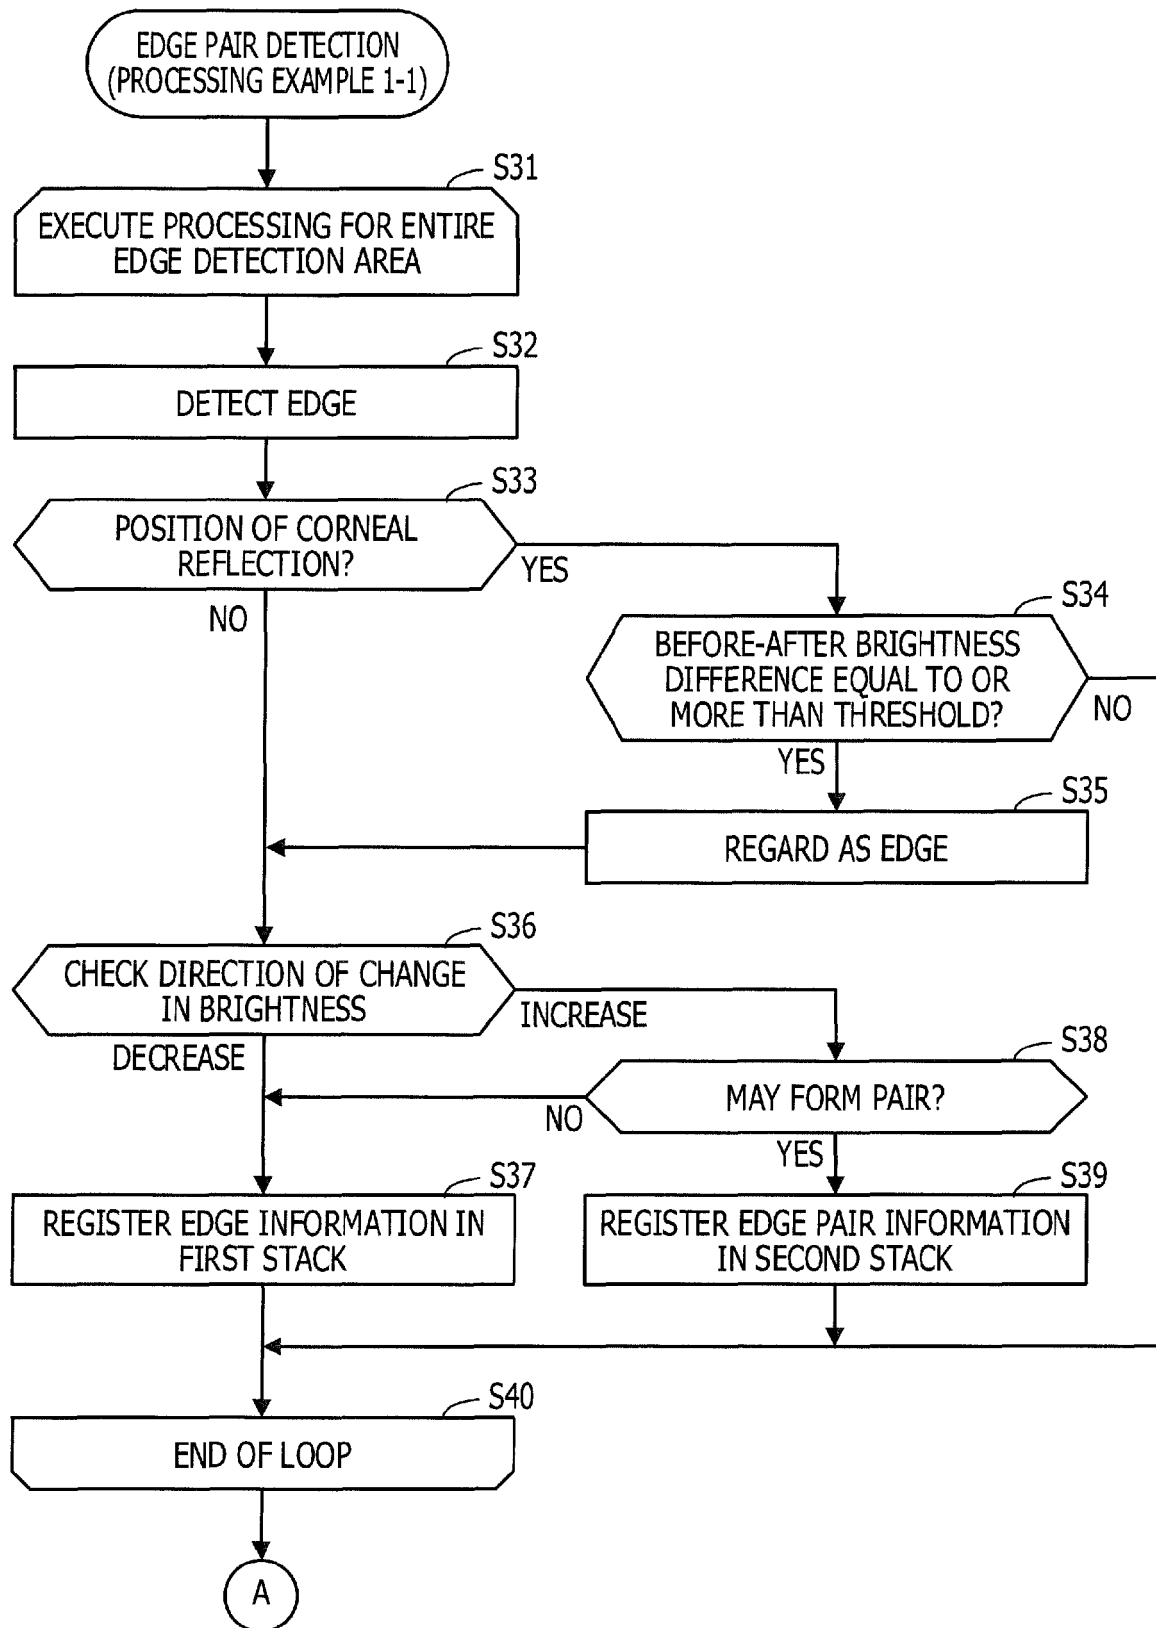 EDGE PAIR DETECTION
(PROCESSING EXAMPLE 1-1)
S31
EXECUTE PROCESSING FOR ENTIRE
EDGE DETECTION AREA
S32
DETECT EDGE
S33
POSITION OF CORNEAL
REFLECTION?
YES
NO
S34
BEFORE-AFTER BRIGHTNESS
DIFFERENCE EQUAL TO OR
MORE THAN THRESHOLD?
NO
YES
S35
REGARD AS EDGE
S36
CHECK DIRECTION OF CHANGE
IN BRIGHTNESS
INCREASE
DECREASE
S38
MAY FORM PAIR?
NO
YES
S37
REGISTER EDGE INFORMATION IN
FIRST STACK
S39
REGISTER EDGE PAIR INFORMATION
IN SECOND STACK
S40
END OF LOOP
A